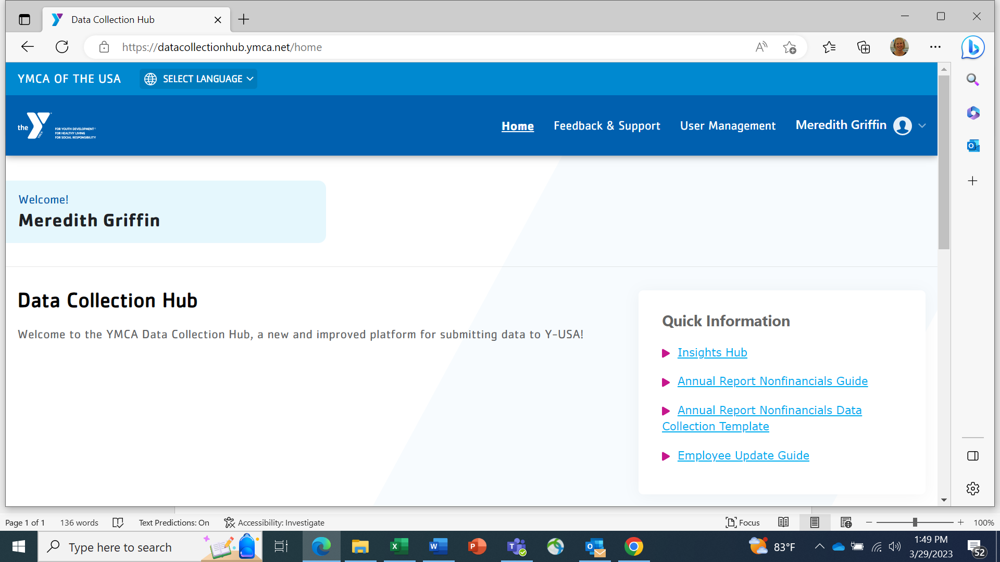 Data Collection Hub
https://datacollectionhub.ymca.net/home
YMCA OF THE USA
SELECT LANGUAGE
the
YMCA
FOR YOUTH DEVELOPMENT®
FOR HEALTHY LIVING
FOR SOCIAL RESPONSIBILITY
Home
Feedback & Support
User Management
Meredith Griffin
Welcome!
Meredith Griffin
Data Collection Hub
Welcome to the YMCA Data Collection Hub, a new and improved platform for submitting data to Y-USA!
Quick Information
Insights Hub
Annual Report Nonfinancials Guide
Annual Report Nonfinancials Data
Collection Template
Employee Update Guide
Page 1 of 1
136 words
Text Predictions: On
Accessibility: Investigate
Focus
100%
Type here to search
83°F
1:49 PM
3/29/2023
52